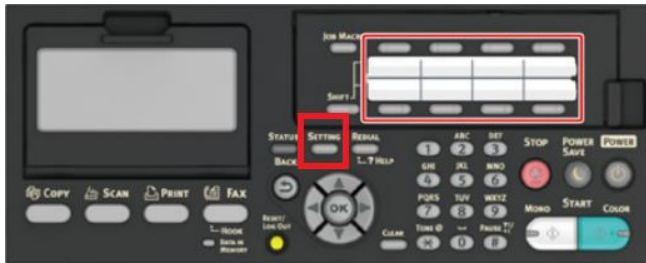 JOB MACRO
SHIFT
STATUS SETTING REDIAL
BACK ...? HELP
ABC DEF
1 2 3
GHI JKL MNO
4 5 6
PQRS TUV WXYZ
7 8 9
TONE PAUSE
* 0 #
CLEAR
OK
RESET/
LOG OUT
COPY SCAN PRINT FAX
HOOK
DATA IN
MEMORY
STOP POWER
SAVE POWER
MONO START COLOR